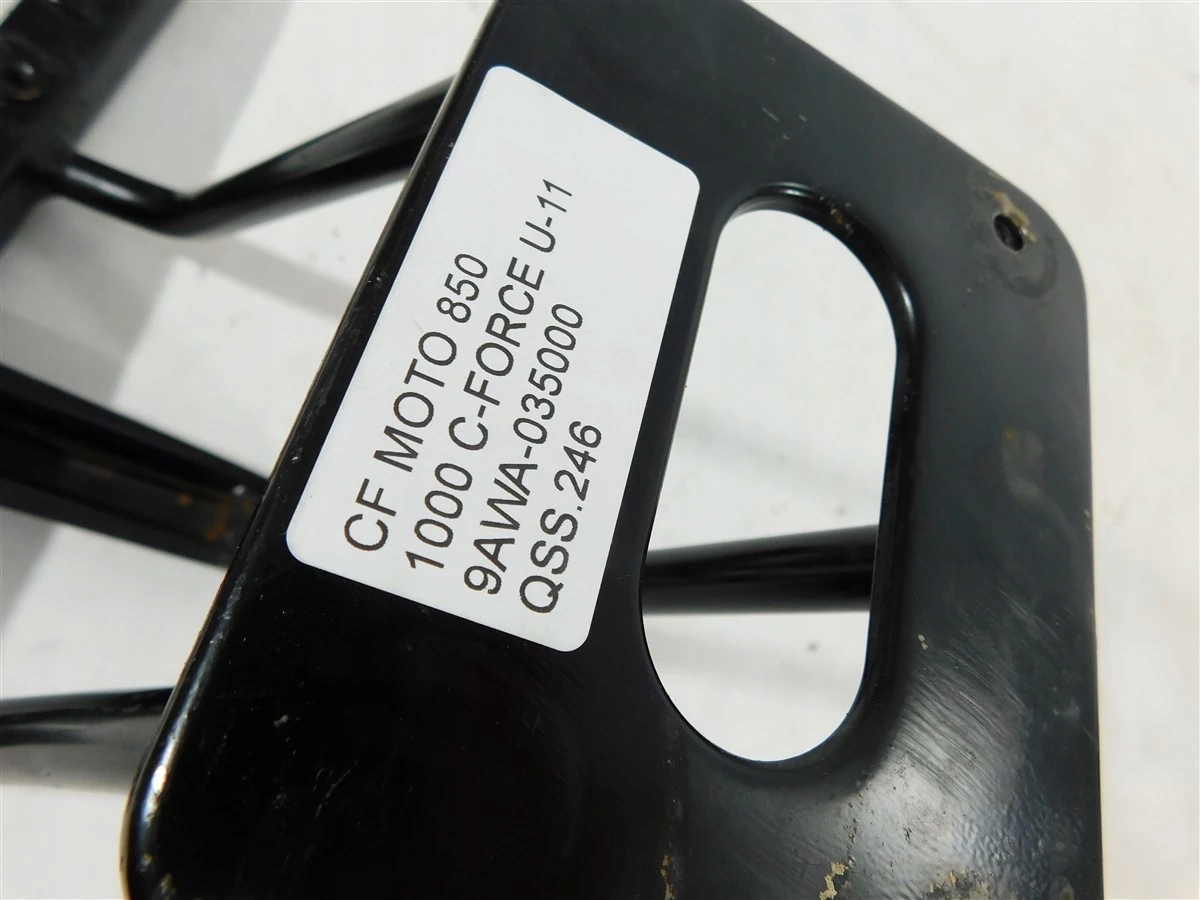 CF MOTO 850
1000 C-FORCE U-11
9AWA-035000
QSS.246